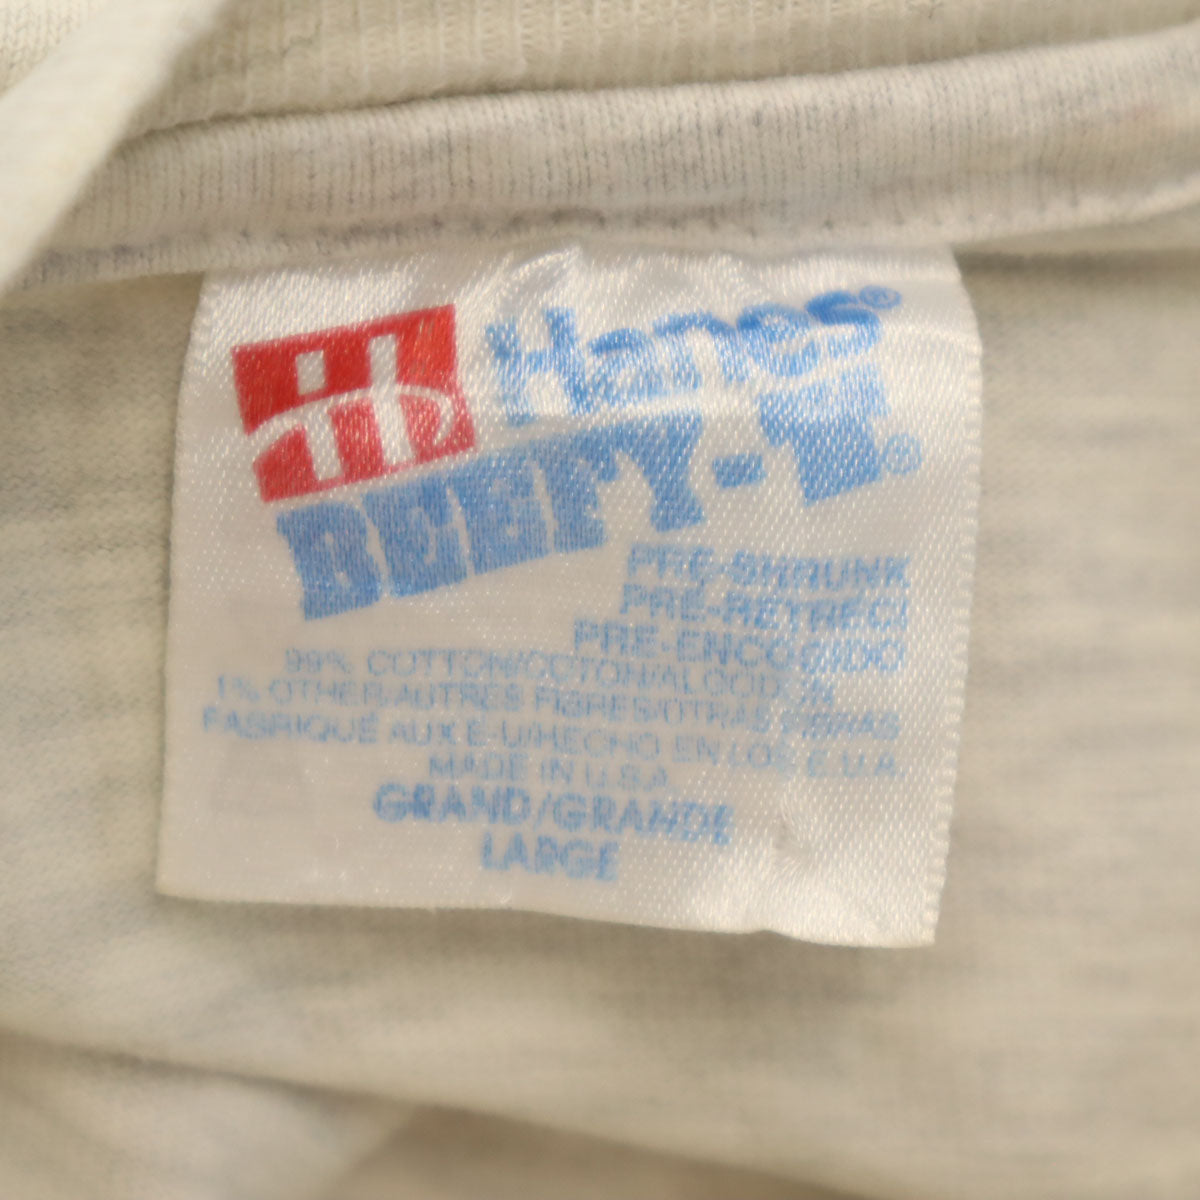 Hanes®
BEEFY-T®
PRE-SHRUNK
PRE-RETRECI
PRE-ENCOGIDO
99% COTTON/COTON/ALGODON
1% OTHER/AUTRES FIBRES/OTRAS FIBRAS
FABRIQUÉ AUX E-U/HECHO EN LOS E.U.A.
MADE IN U.S.A.
GRAND/GRANDE
LARGE